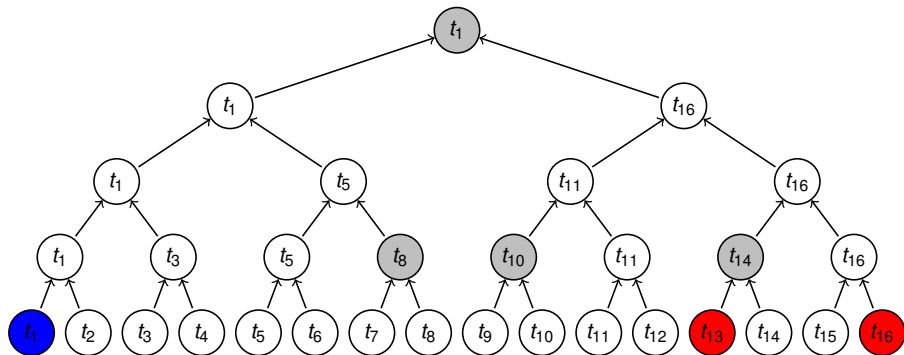 t₁
t₁ t₁₆
t₁ t₅ t₁₁ t₁₆
t₁ t₃ t₅ t₈ t₁₀ t₁₁ t₁₄ t₁₆
t₁ t₂ t₃ t₄ t₅ t₆ t₇ t₈ t₉ t₁₀ t₁₁ t₁₂ t₁₃ t₁₄ t₁₅ t₁₆